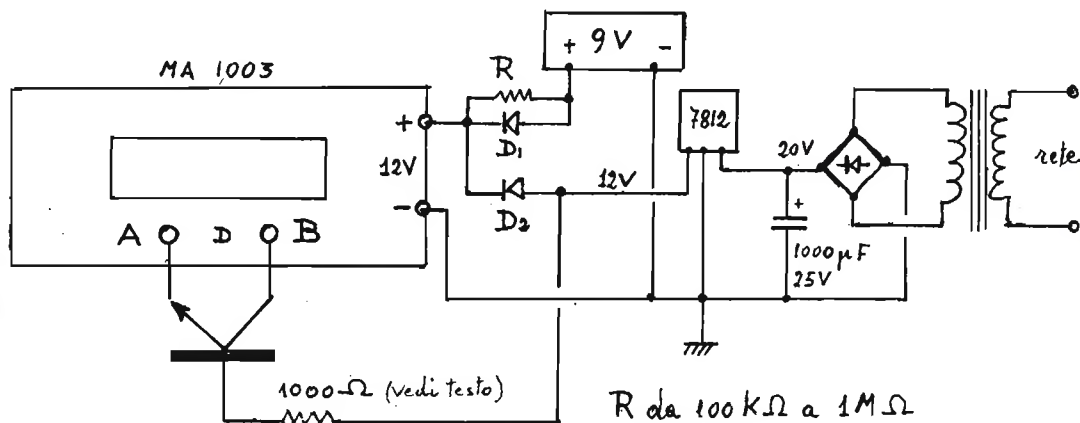 MA 1003
+ 9V -
R
D1
D2
+
12V
-
A D B
12V
7812
20V
+
1000 µF
25V
rete
1000 Ω (vedi testo)
R da 100 KΩ a 1 MΩ